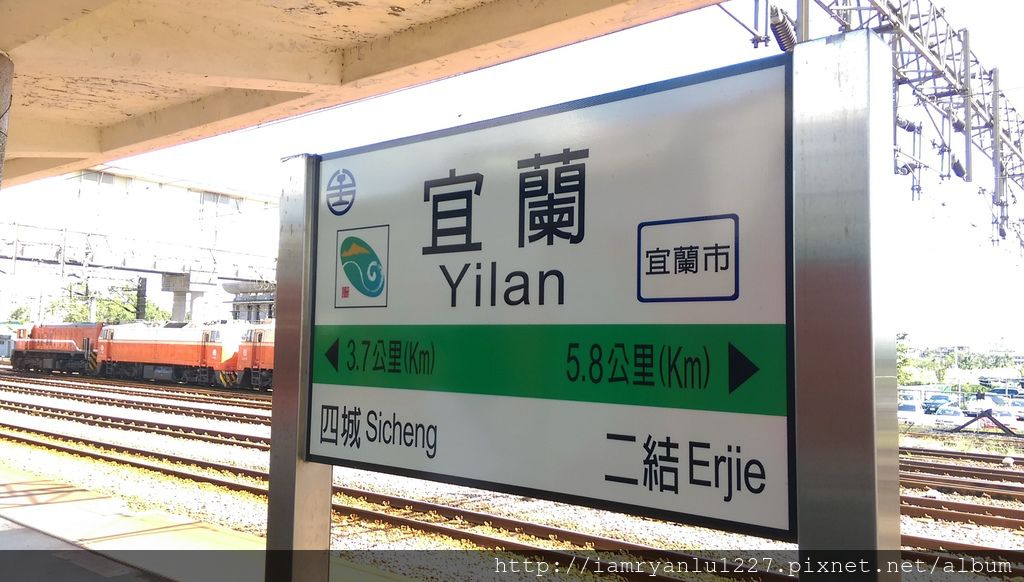 宜蘭
Yilan
宜蘭市
3.7公里(Km)
5.8公里(Km)
四城 Sicheng
二結 Erjie
http://iamryanlu1227.pixnet.net/album